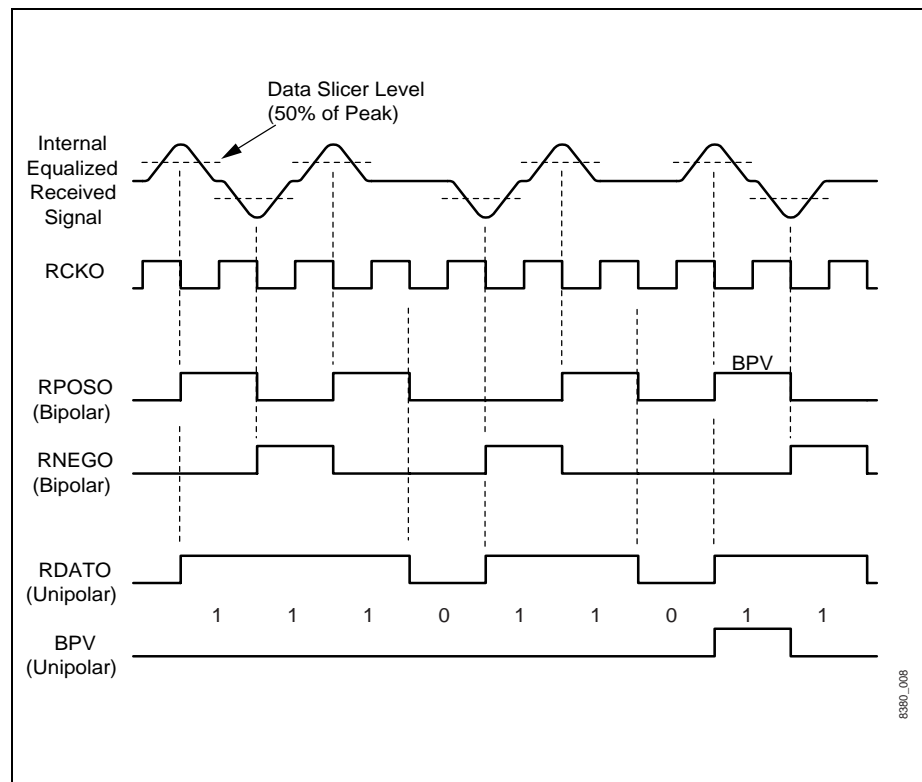 Data Slicer Level
(50% of Peak)
Internal
Equalized
Received
Signal
RCKO
BPV
RPOSO
(Bipolar)
RNEGO
(Bipolar)
RDATO
(Unipolar)
1 1 1 0 1 1 0 1 1
BPV
(Unipolar)
8380_008